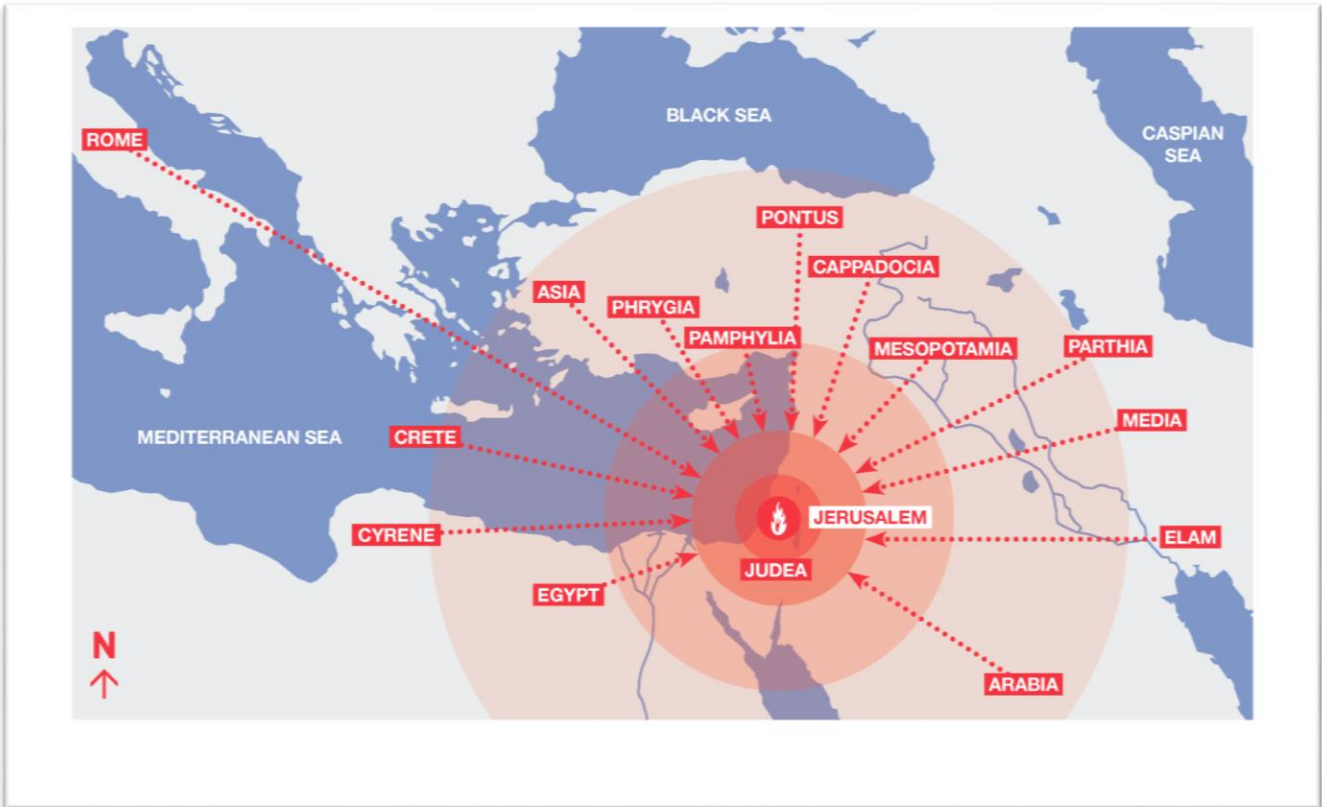 BLACK SEA
CASPIAN
SEA
ROME
PONTUS
CAPPADOCIA
ASIA
PHRYGIA
PAMPHYLIA
MESOPOTAMIA
PARTHIA
MEDIA
MEDITERRANEAN SEA
CRETE
JERUSALEM
CYRENE
ELAM
JUDEA
EGYPT
N
ARABIA